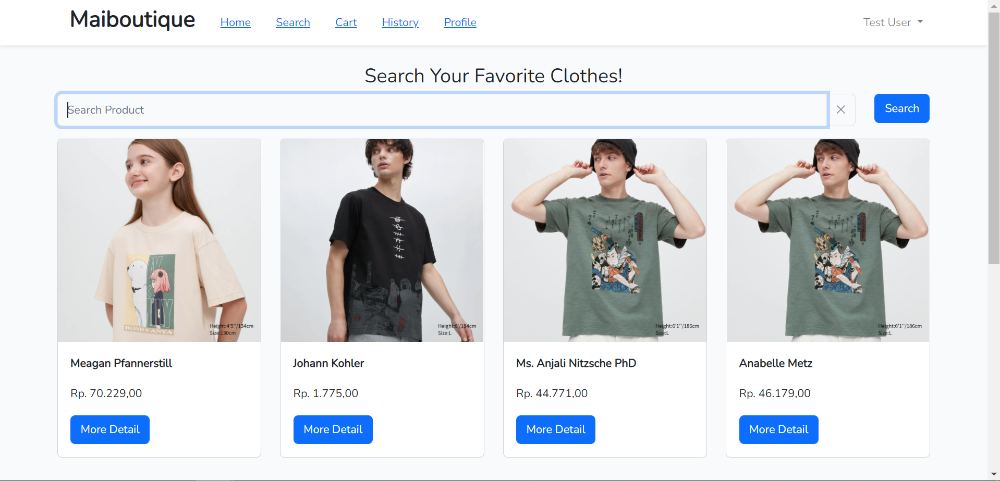 Maiboutique
Home
Search
Cart
History
Profile
Test User
Search Your Favorite Clothes!
Search Product
Search
BOND X ANYA
Height:4'5"/134cm
Size:130cm
Height:6'/184cm
Size:L
Height:6'1"/186cm
Size:L
Height:6'1"/186cm
Size:L
Meagan Pfannerstill
Johann Kohler
Ms. Anjali Nitzsche PhD
Anabelle Metz
Rp. 70.229,00
Rp. 1.775,00
Rp. 44.771,00
Rp. 46.179,00
More Detail
More Detail
More Detail
More Detail